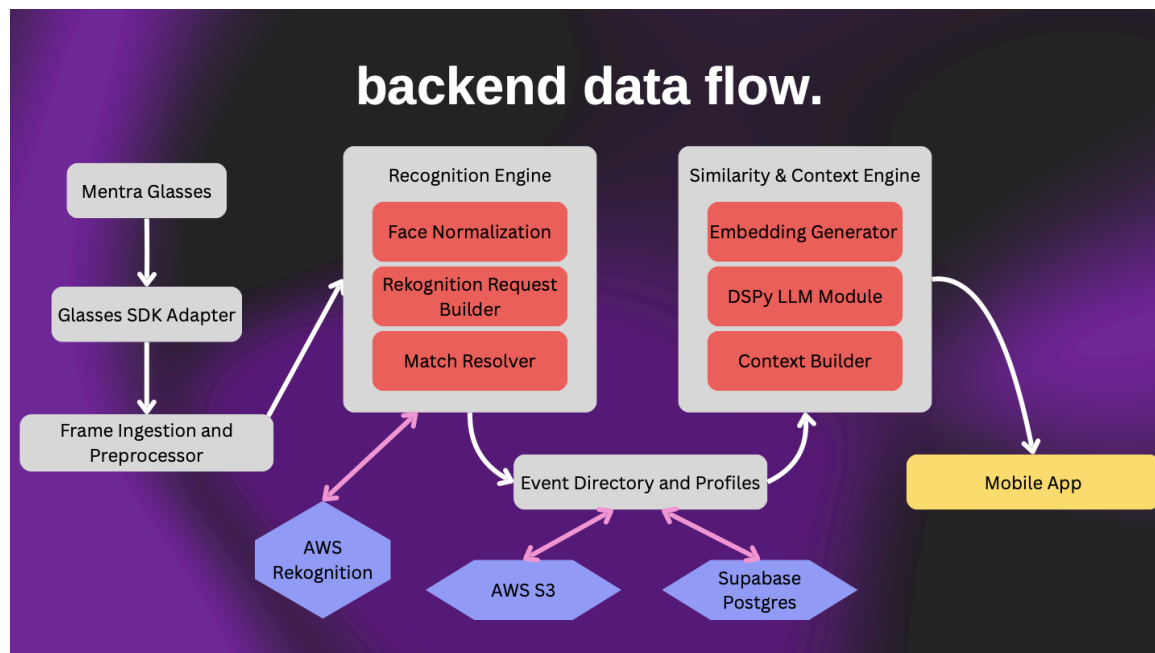 backend data flow.
Mentra Glasses
Glasses SDK Adapter
Frame Ingestion and
Preprocessor
Recognition Engine
Face Normalization
Rekognition Request
Builder
Match Resolver
AWS
Rekognition
Event Directory and Profiles
AWS S3
Supabase
Postgres
Similarity & Context Engine
Embedding Generator
DSPy LLM Module
Context Builder
Mobile App